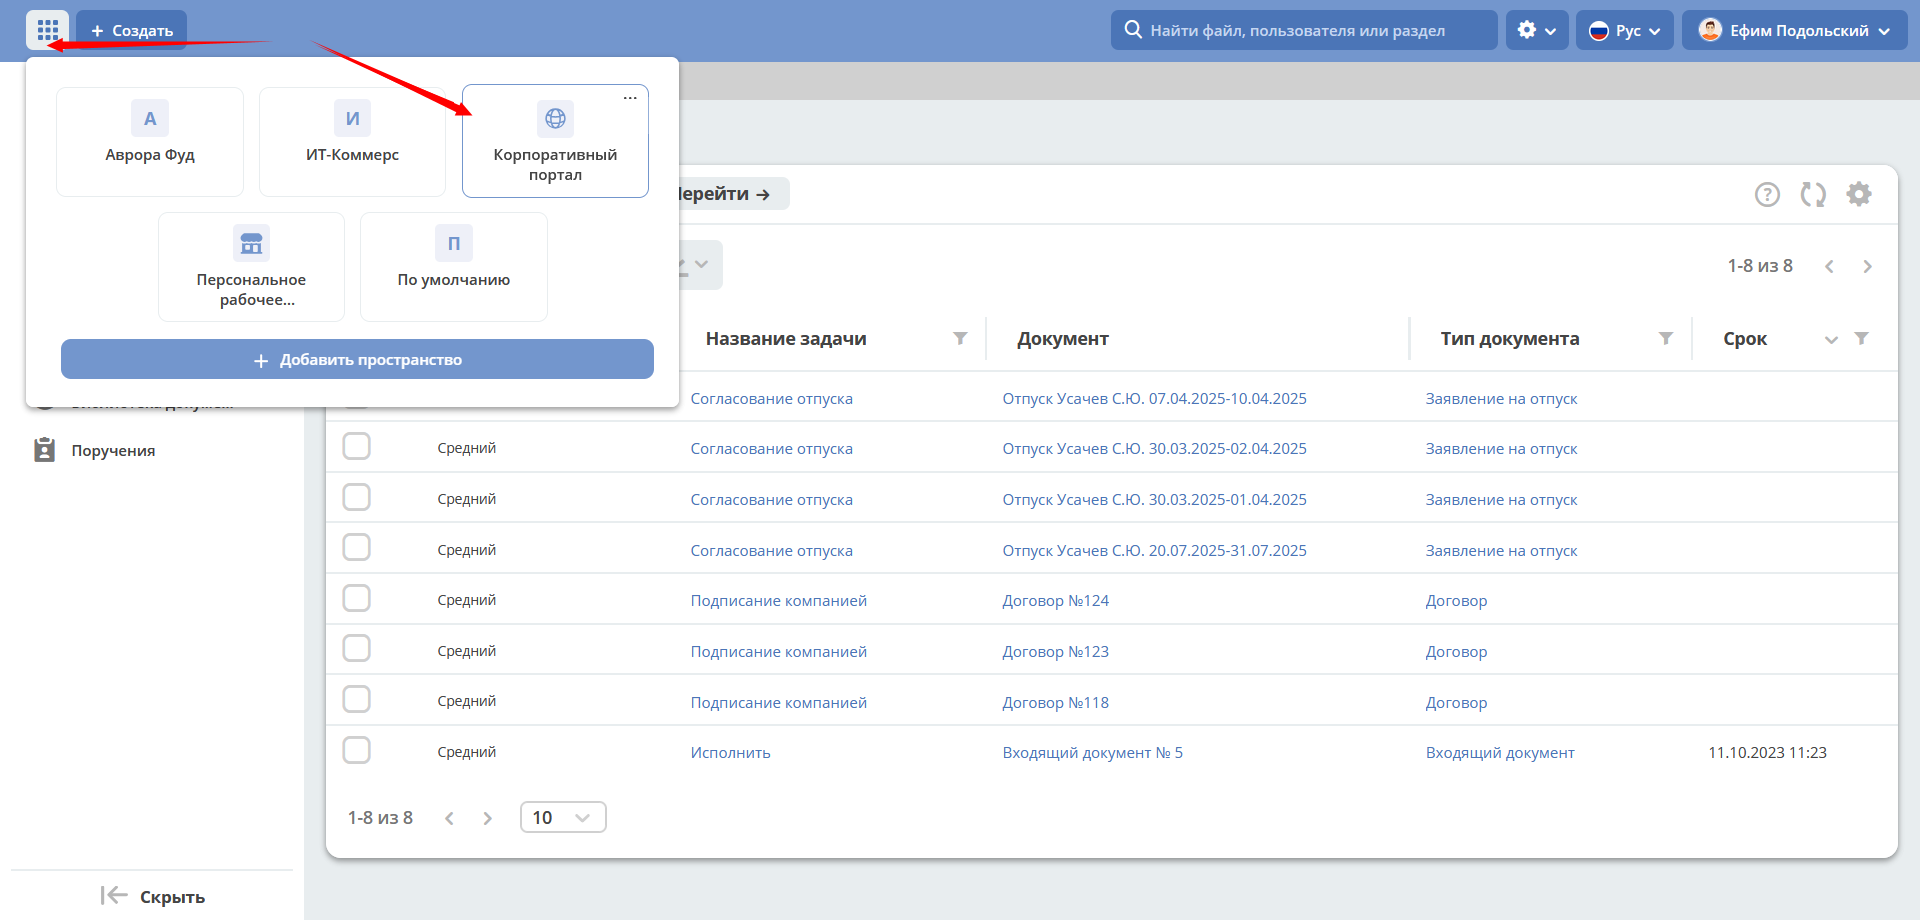 + Создать
Найти файл, пользователя или раздел
Рус
Ефим Подольский
А
Аврора Фуд
И
ИТ-Коммерс
...
Корпоративный
портал
Персональное
рабочее...
П
По умолчанию
+ Добавить пространство
Поручения
Скрыть
→
?
1-8 из 8
Название задачи Документ Тип документа Срок
Согласование отпуска Отпуск Усачев С.Ю. 07.04.2025-10.04.2025 Заявление на отпуск
Средний Согласование отпуска Отпуск Усачев С.Ю. 30.03.2025-02.04.2025 Заявление на отпуск
Средний Согласование отпуска Отпуск Усачев С.Ю. 30.03.2025-01.04.2025 Заявление на отпуск
Средний Согласование отпуска Отпуск Усачев С.Ю. 20.07.2025-31.07.2025 Заявление на отпуск
Средний Подписание компанией Договор №124 Договор
Средний Подписание компанией Договор №123 Договор
Средний Подписание компанией Договор №118 Договор
Средний Исполнить Входящий документ № 5 Входящий документ 11.10.2023 11:23
1-8 из 8
10